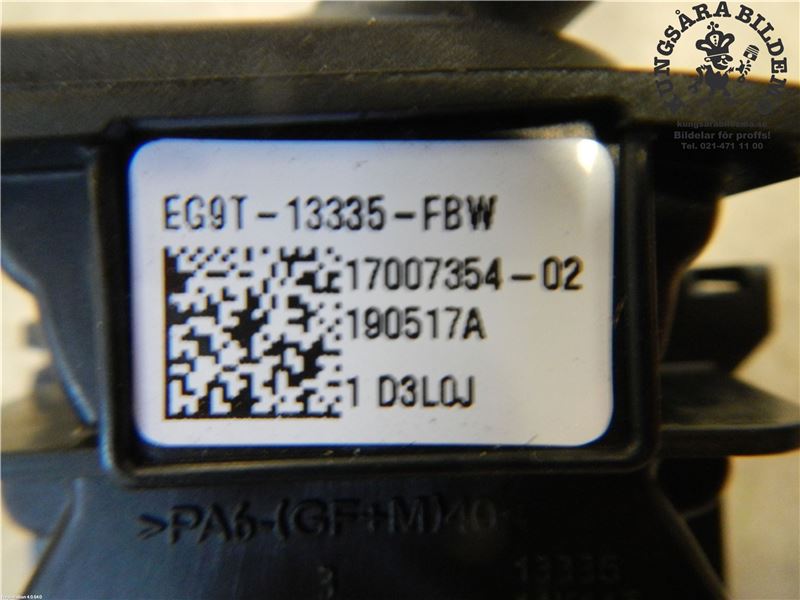 KUNGSÅRA BILDEMO
kungsarabildemo.se
Bildelar för proffs!
Tel. 021-471 11 00
EG9T-13335-FBW
17007354-02
190517A
1 D3L0J
>PA6-(GF+M)40<
3
13335